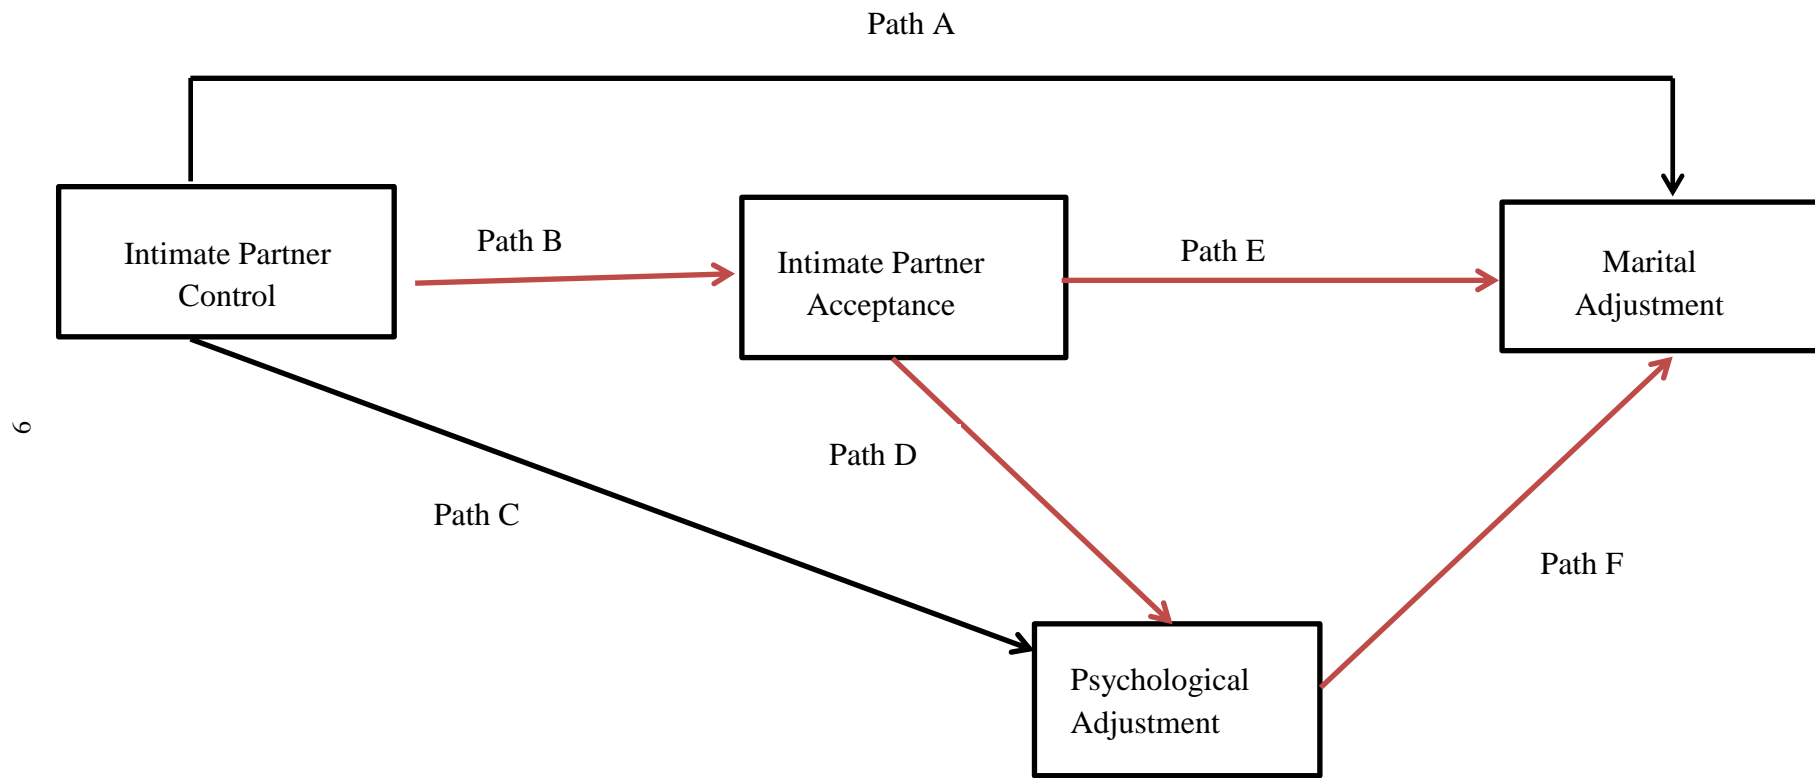 Path A
Intimate Partner
Control
Path B
Intimate Partner
Acceptance
Path E
Marital
Adjustment
6
Path D
Path C
Path F
Psychological
Adjustment